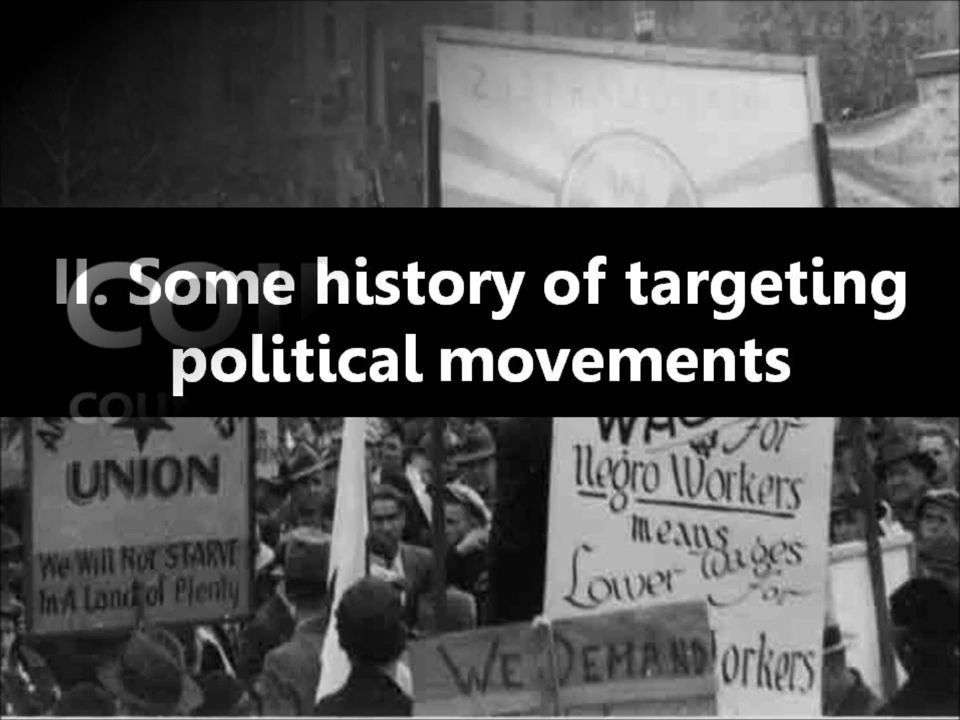 II. Some history of targeting
political movements
UNION
We Will Not STARVE
In A Land of Plenty
for
Negro Workers
means
Lower Wages
For
orkers
WE DEMAND